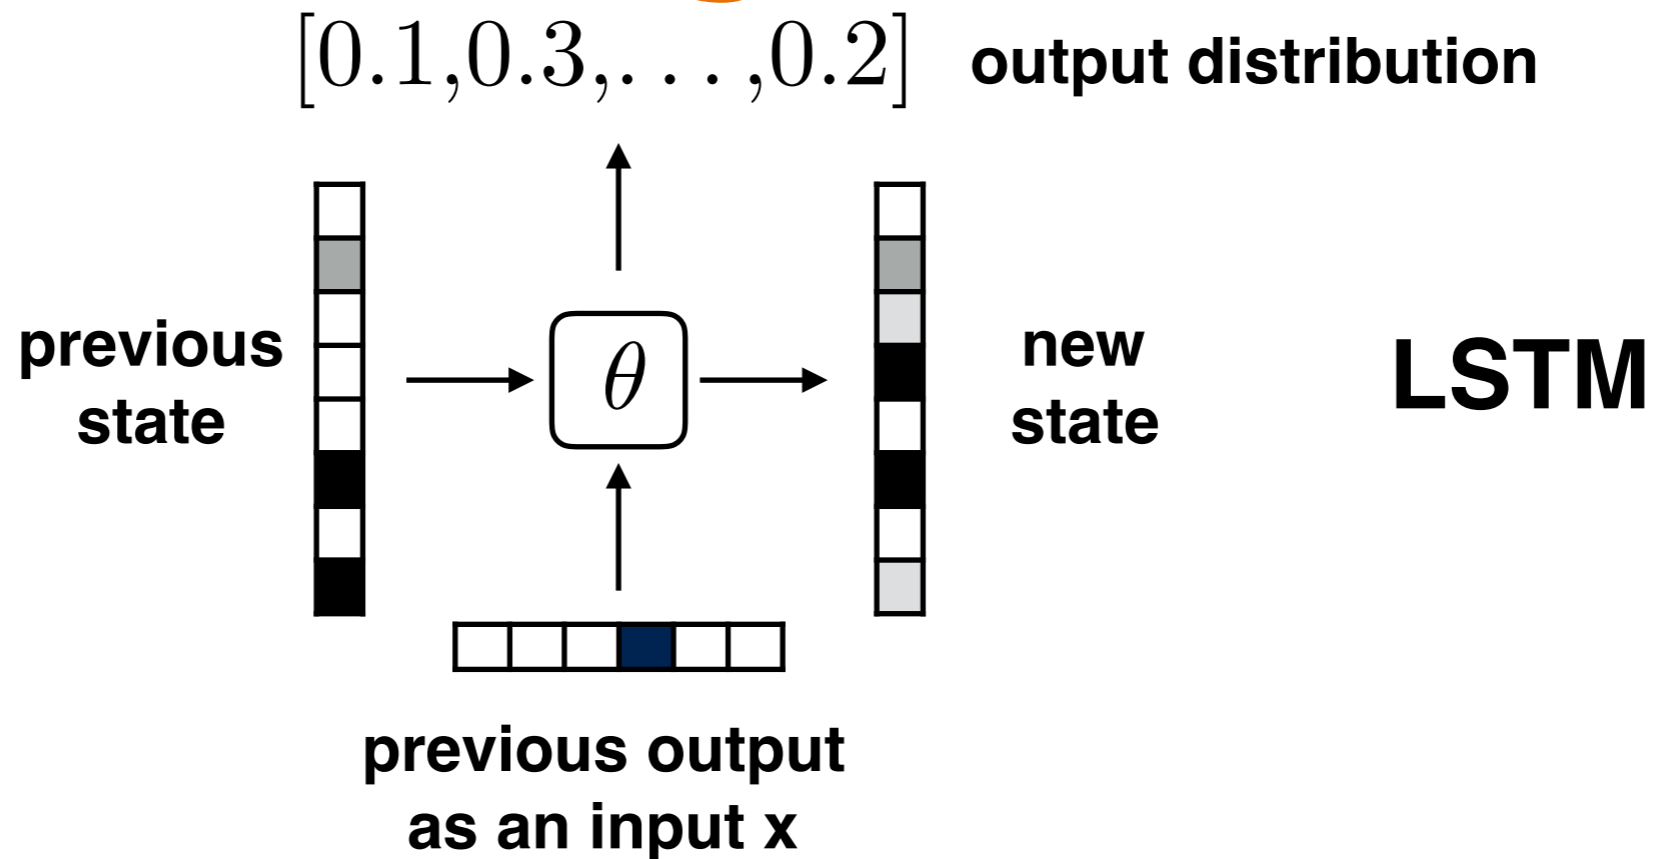 [0.1,0.3,...,0.2] output distribution
previous
state
θ
new
state
LSTM
previous output
as an input x